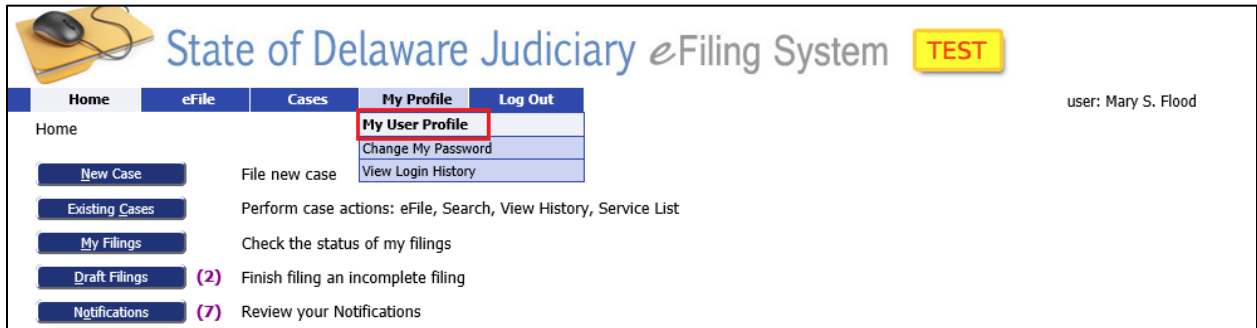 State of Delaware Judiciary eFiling System TEST
Home eFile Cases My Profile Log Out user: Mary S. Flood
Home My User Profile
Change My Password
New Case File new case View Login History
Existing Cases Perform case actions: eFile, Search, View History, Service List
My Filings Check the status of my filings
Draft Filings (2) Finish filing an incomplete filing
Notifications (7) Review your Notifications